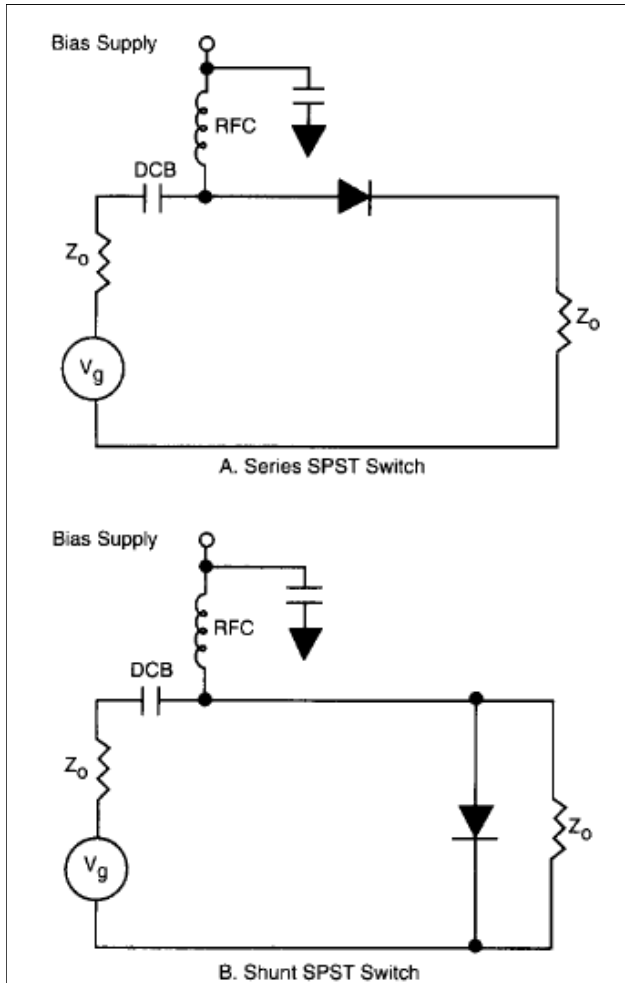 Bias Supply
RFC
DCB
Zo
Vg
Zo
A. Series SPST Switch
Bias Supply
RFC
DCB
Zo
Vg
Zo
B. Shunt SPST Switch